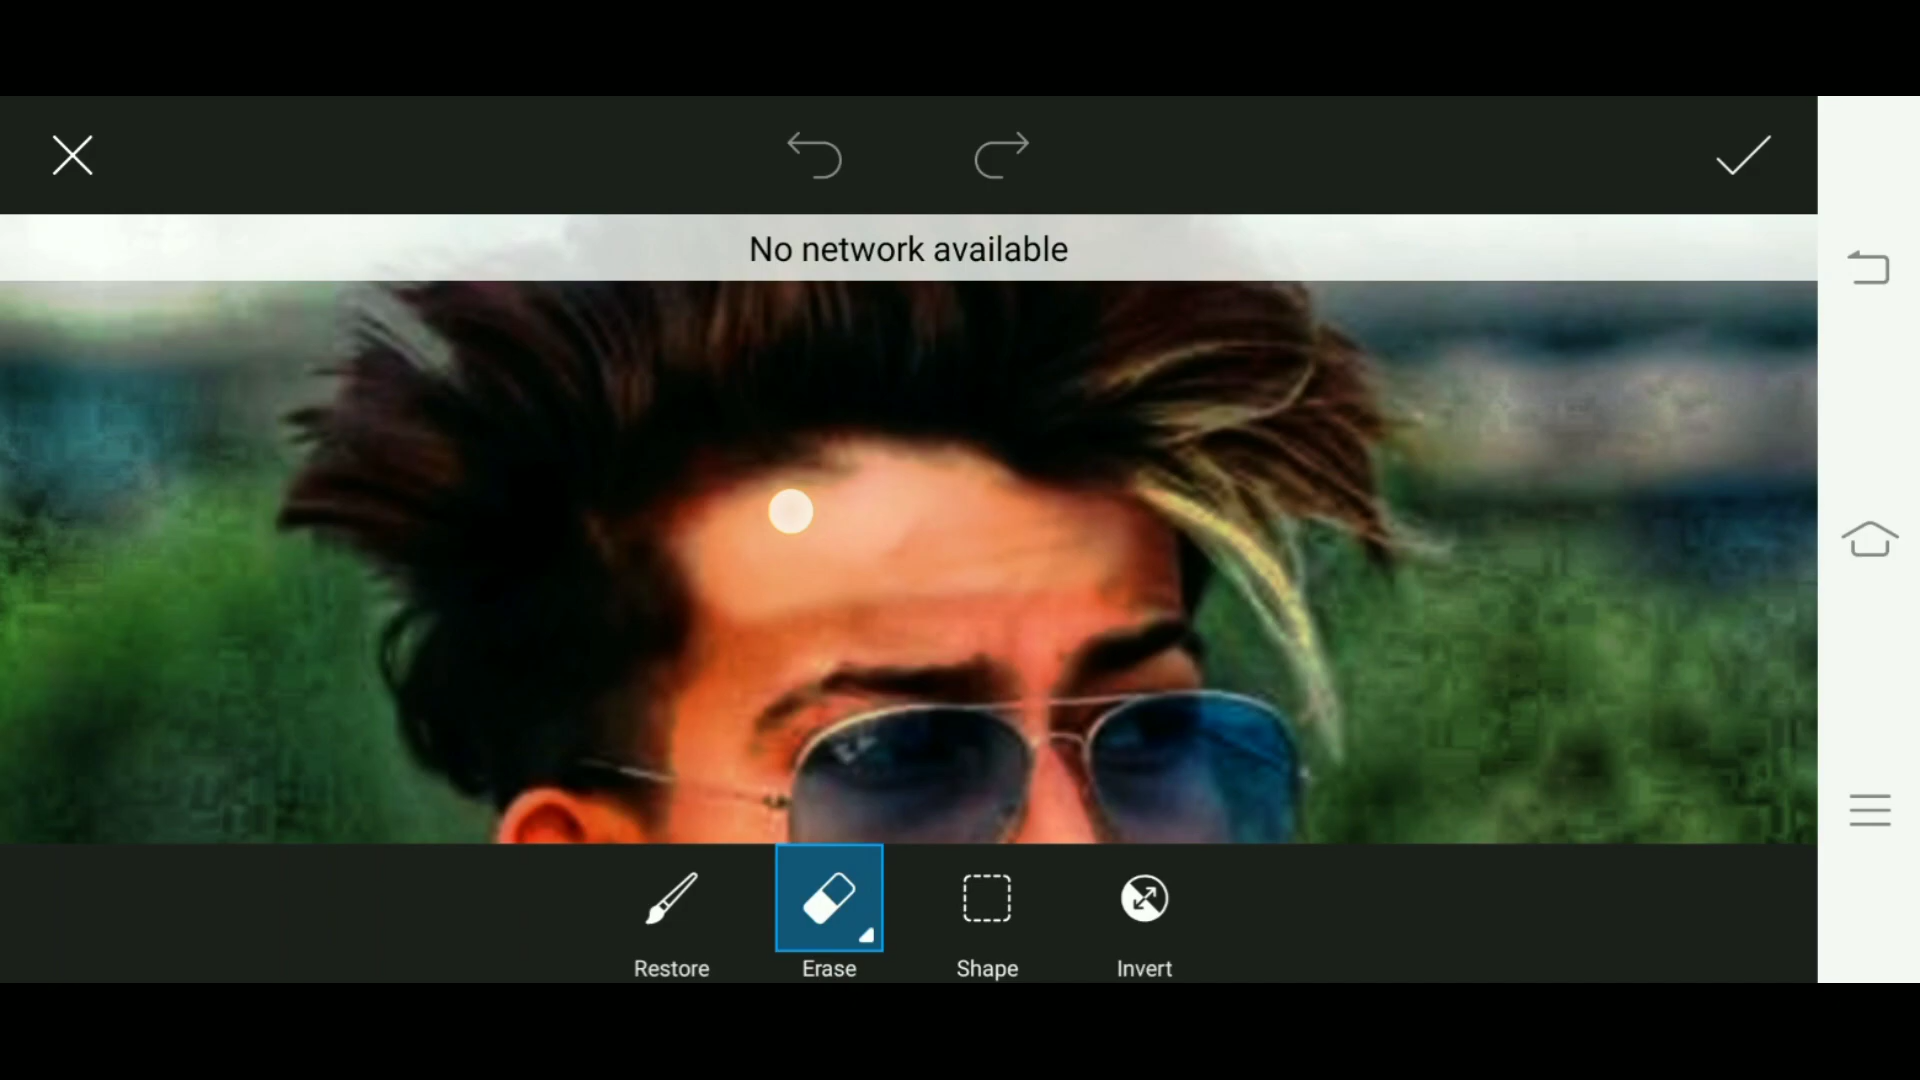 No network available
Restore
Erase
Shape
Invert